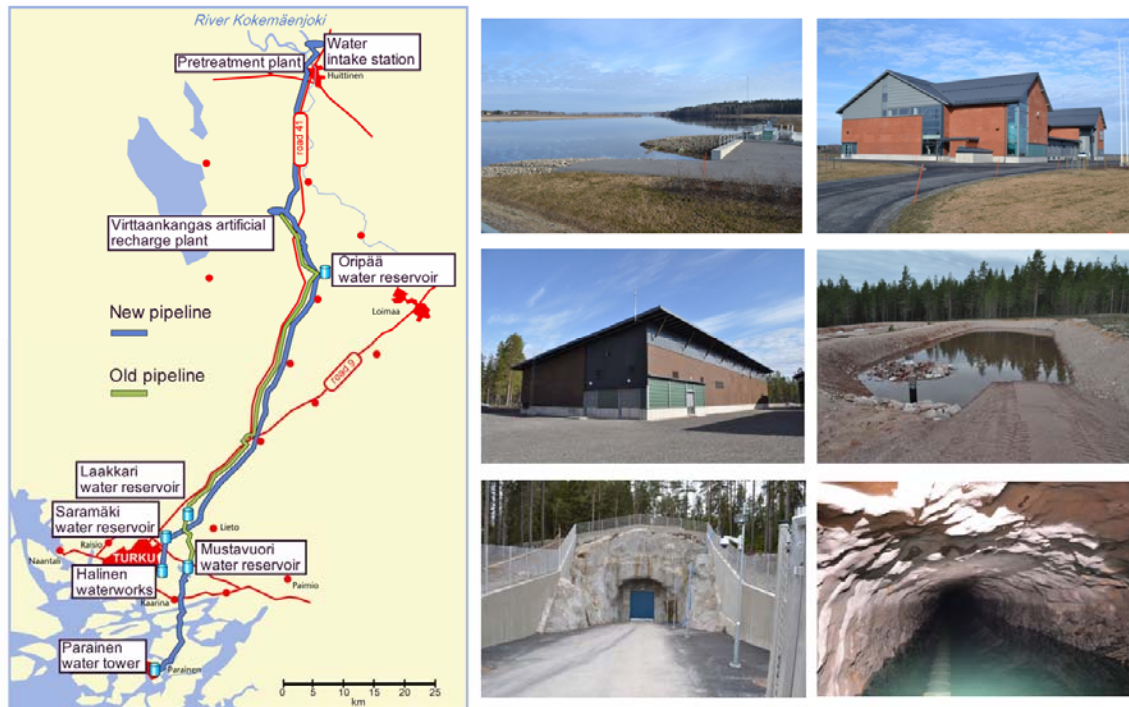 River Kokemäenjoki
Water
intake station
Pretreatment plant
Huittinen
road 41
Virttaankangas artificial
recharge plant
Oripää
water reservoir
Loimaa
New pipeline
Old pipeline
road 9
Laakkari
water reservoir
Saramäki
water reservoir
Lieto
Raisio
Naantali
TURKU
Mustavuori
water reservoir
Halinen
waterworks
Paimio
Kaarina
Parainen
water tower
Parainen
0 5 10 15 20 25
km